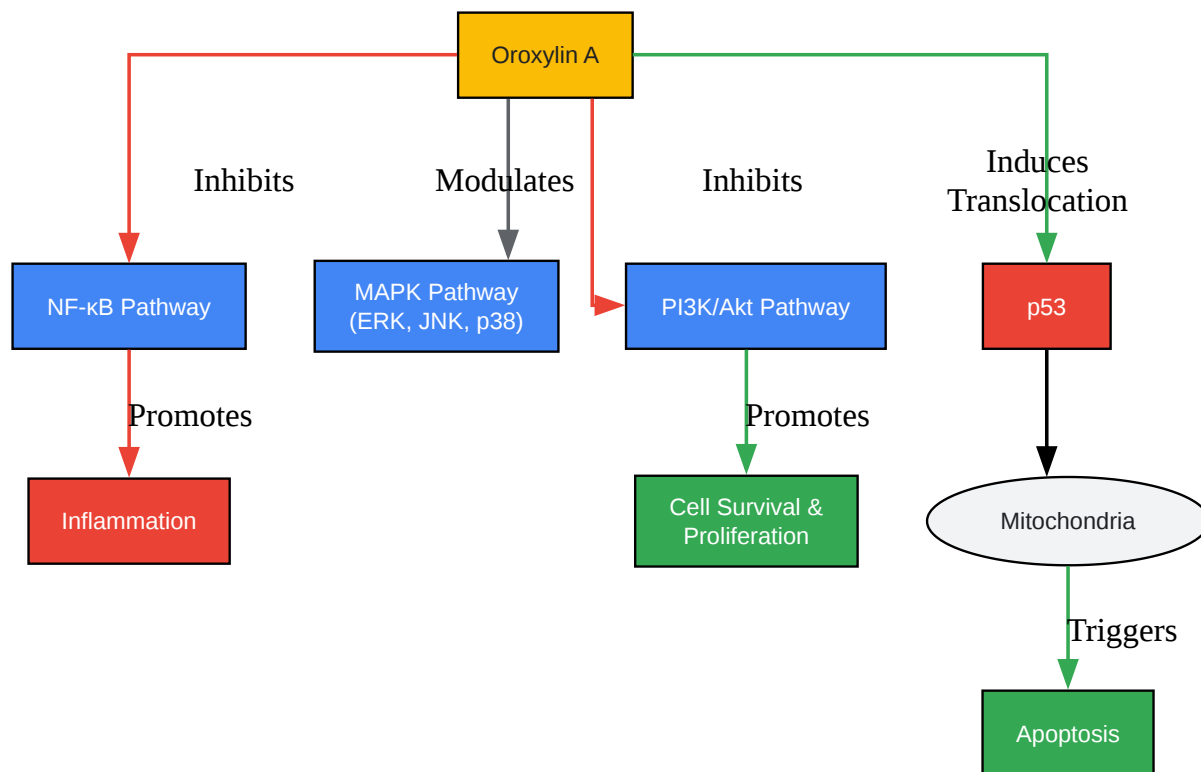 Oroxylin A
Inhibits
Modulates
Inhibits
Induces
Translocation
NF-κB Pathway
MAPK Pathway
(ERK, JNK, p38)
PI3K/Akt Pathway
p53
Promotes
Promotes
Inflammation
Cell Survival &
Proliferation
Mitochondria
Triggers
Apoptosis